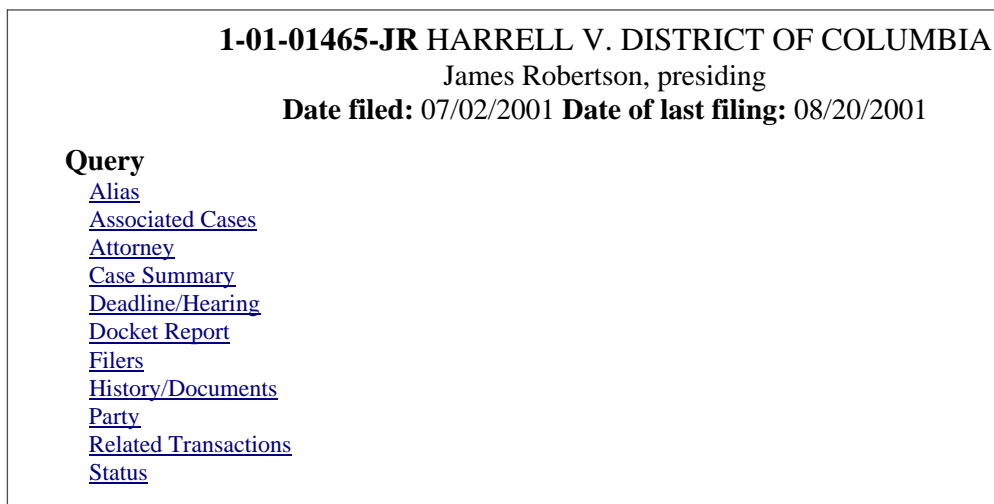 1-01-01465-JR HARRELL V. DISTRICT OF COLUMBIA
James Robertson, presiding
Date filed: 07/02/2001 Date of last filing: 08/20/2001
Query
Alias
Associated Cases
Attorney
Case Summary
Deadline/Hearing
Docket Report
Filers
History/Documents
Party
Related Transactions
Status